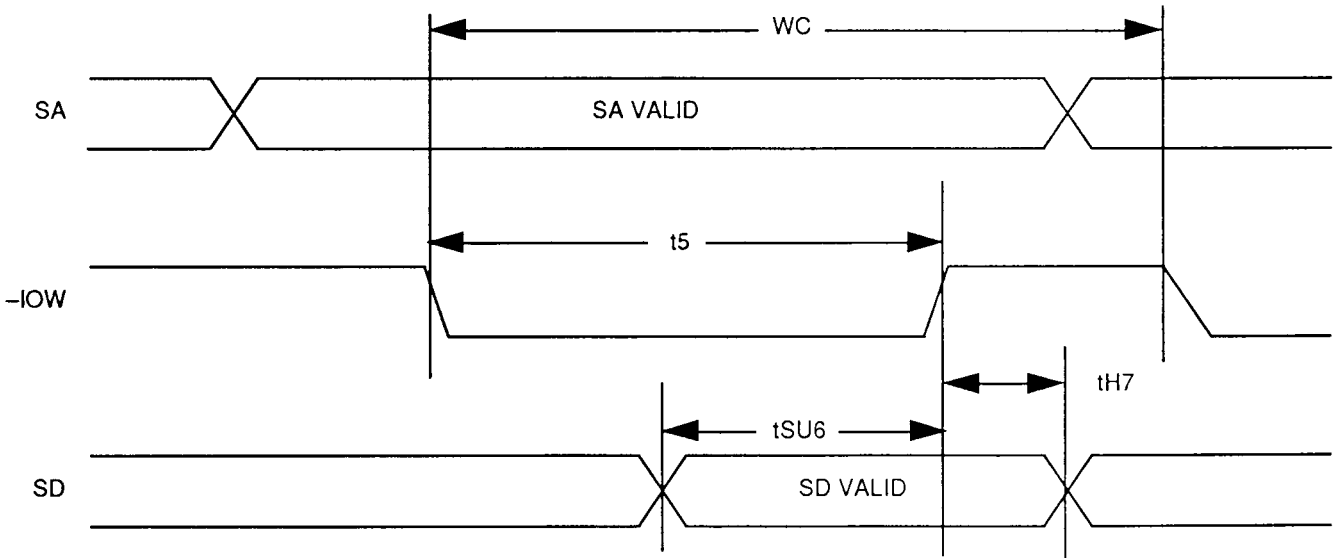 WC
SA
SA VALID
t5
–IOW
tH7
tSU6
SD
SD VALID